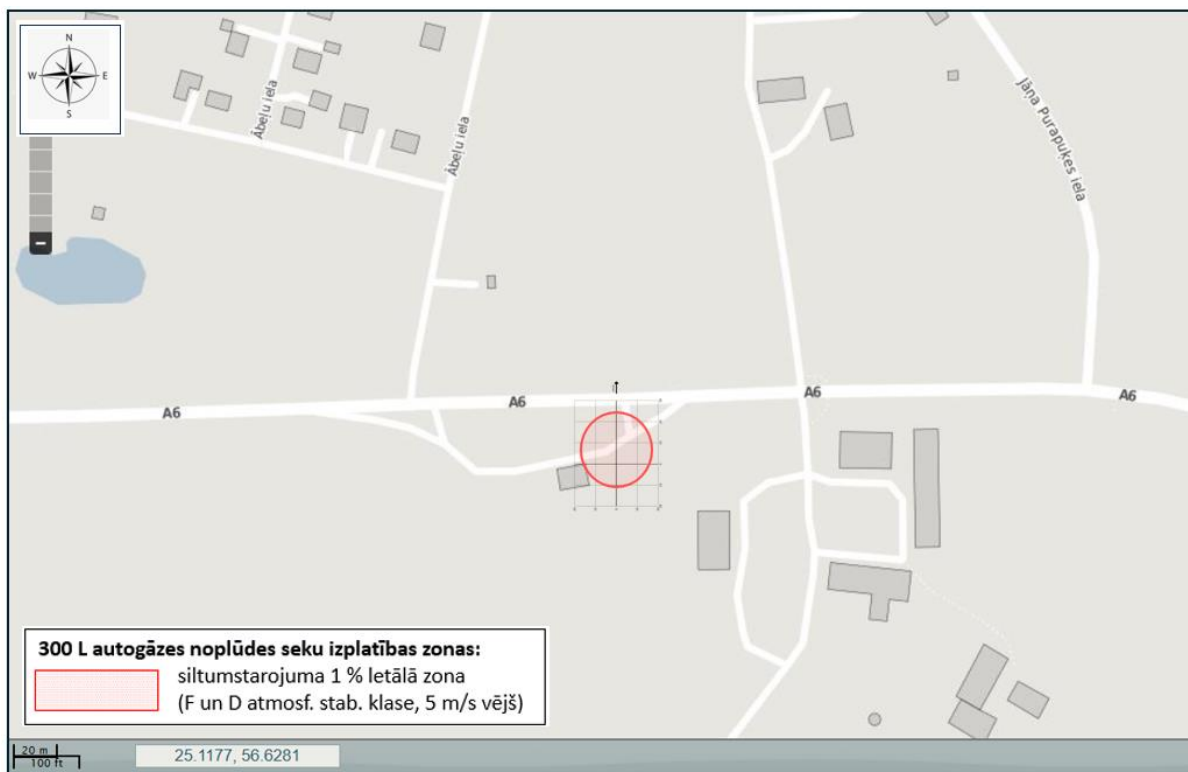 N
W E
S
Ābeļu iela
Ābeļu iela
Jāņa Purapuķes iela
A6
A6
A6
A6
300 L autogāzes noplūdes seku izplatības zonas:
siltumstarojuma 1 % letālā zona
(F un D atmosf. stab. klase, 5 m/s vējš)
20 m
100 ft
25.1177, 56.6281